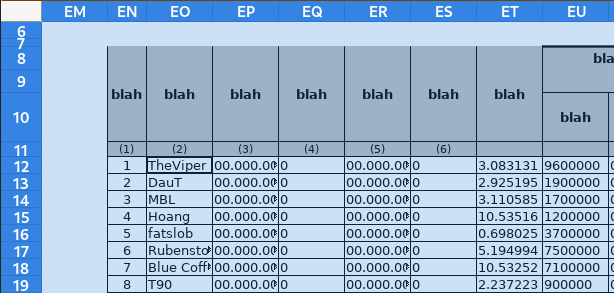 EM EN EO EP EQ ER ES ET EU
6
7
8 bla
9
blah blah blah blah blah blah blah
10 blah
11 (1) (2) (3) (4) (5) (6)
12 1 TheViper 00.000.00 0 00.000.00 0 3.083131 9600000
13 2 DauT 00.000.00 0 00.000.00 0 2.925195 1900000
14 3 MBL 00.000.00 0 00.000.00 0 3.110585 1700000
15 4 Hoang 00.000.00 0 00.000.00 0 10.53516 1200000
16 5 fatslob 00.000.00 0 00.000.00 0 0.698025 3700000
17 6 Rubensto 00.000.00 0 00.000.00 0 5.194994 7500000
18 7 Blue Coff 00.000.00 0 00.000.00 0 10.53252 7100000
19 8 T90 00.000.00 0 00.000.00 0 2.237223 900000